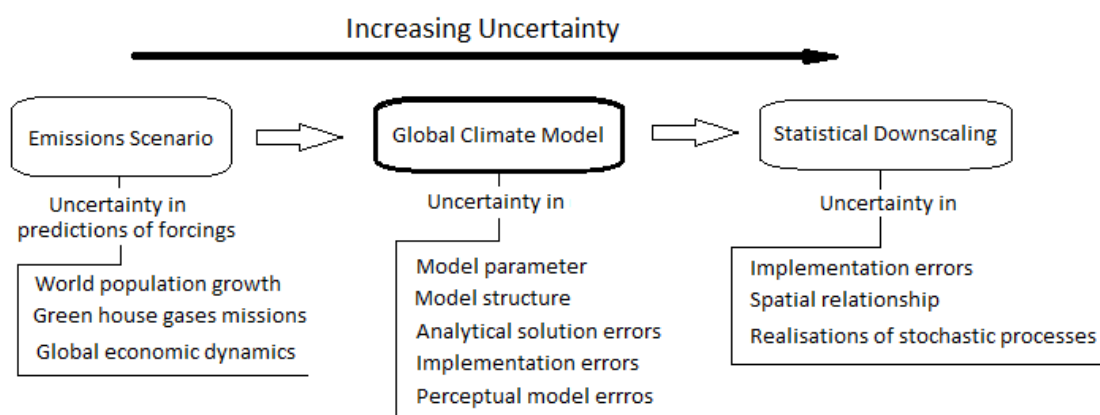 Increasing Uncertainty
Emissions Scenario
Global Climate Model
Statistical Downscaling
Uncertainty in
predictions of forcings
World population growth
Green house gases missions
Global economic dynamics
Uncertainty in
Model parameter
Model structure
Analytical solution errors
Implementation errors
Perceptual model erros
Uncertainty in
Implementation errors
Spatial relationship
Realisations of stochastic processes